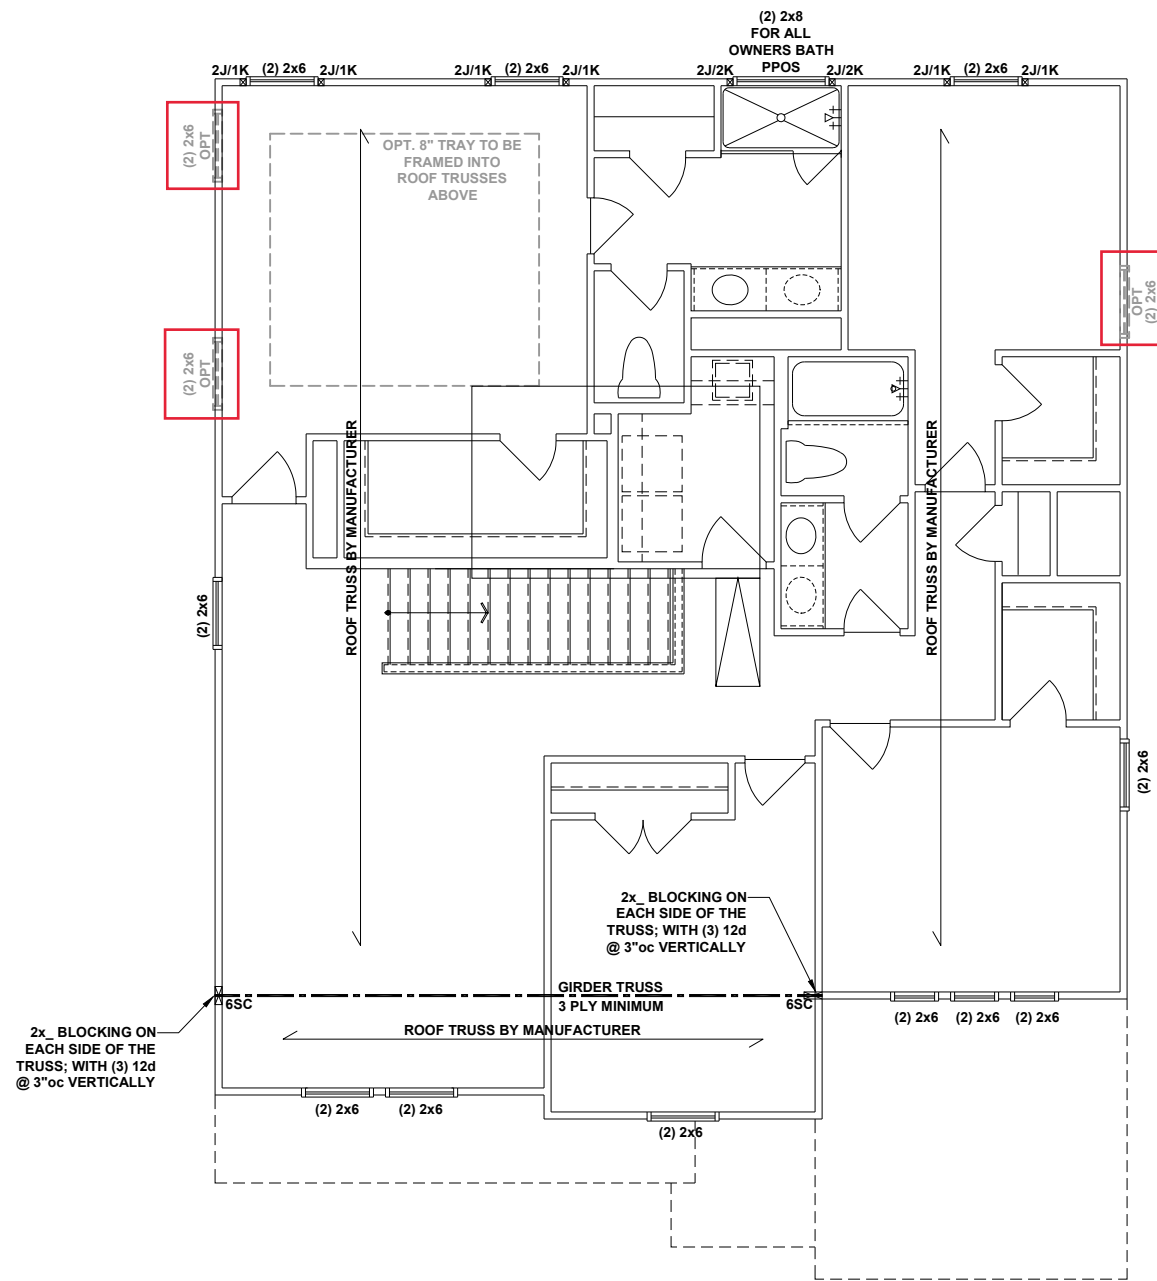 (2) 2x8
FOR ALL
OWNERS BATH
PPOS
2J/1K
(2) 2x6
2J/1K
2J/1K
(2) 2x6
2J/1K
2J/2K
2J/2K
2J/1K
(2) 2x6
2J/1K
(2) 2x6
OPT
OPT. 8" TRAY TO BE
FRAMED INTO
ROOF TRUSSES
ABOVE
OPT
(2) 2x6
(2) 2x6
OPT
ROOF TRUSS BY MANUFACTURER
ROOF TRUSS BY MANUFACTURER
(2) 2x6
(2) 2x6
2x_ BLOCKING ON
EACH SIDE OF THE
TRUSS; WITH (3) 12d
@ 3"oc VERTICALLY
GIRDER TRUSS
3 PLY MINIMUM
6SC
6SC
2x_ BLOCKING ON
EACH SIDE OF THE
TRUSS; WITH (3) 12d
@ 3"oc VERTICALLY
ROOF TRUSS BY MANUFACTURER
(2) 2x6
(2) 2x6
(2) 2x6
(2) 2x6
(2) 2x6
(2) 2x6